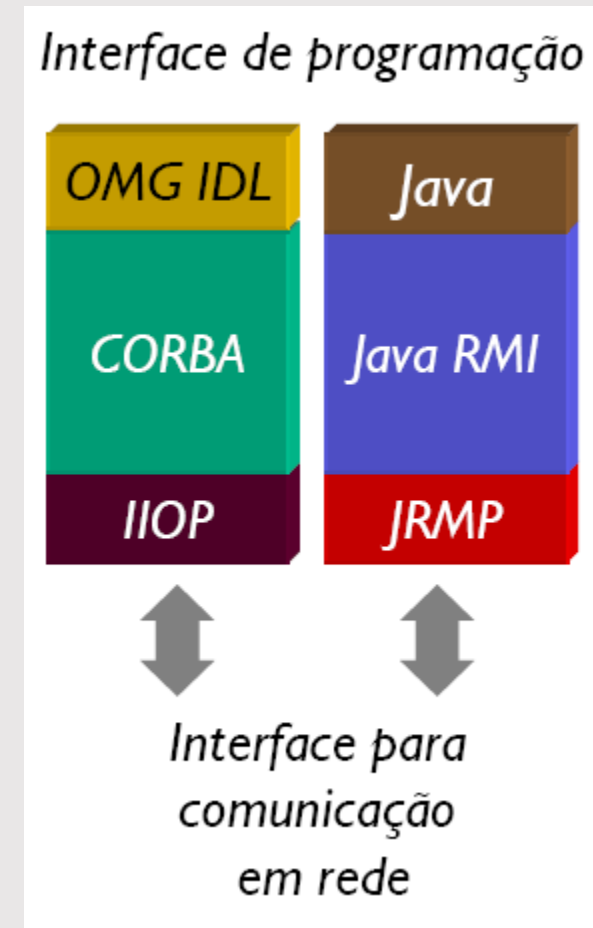 Interface de programação
OMG IDL
Java
CORBA
Java RMI
IIOP
JRMP
Interface para
comunicação
em rede